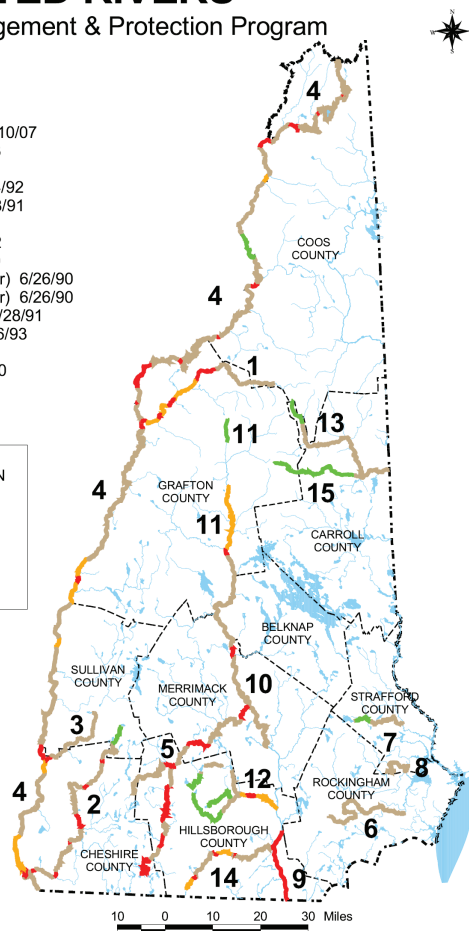 TED RIVERS
gement & Protection Program
N
W
10/07
/92
/91
r) 6/26/90
r) 6/26/90
/28/91
6/93
0
N
4
COOS
COUNTY
4
1
13
11
4
GRAFTON
COUNTY
15
11
CARROLL
COUNTY
BELKNAP
COUNTY
SULLIVAN
COUNTY
MERRIMACK
COUNTY
10
STRAFFORD
COUNTY
3
7
5
8
12
4
2
ROCKINGHAM
COUNTY
6
HILLSBOROUGH
COUNTY
CHESHIRE
COUNTY
14
9
10 0 10 20 30 Miles